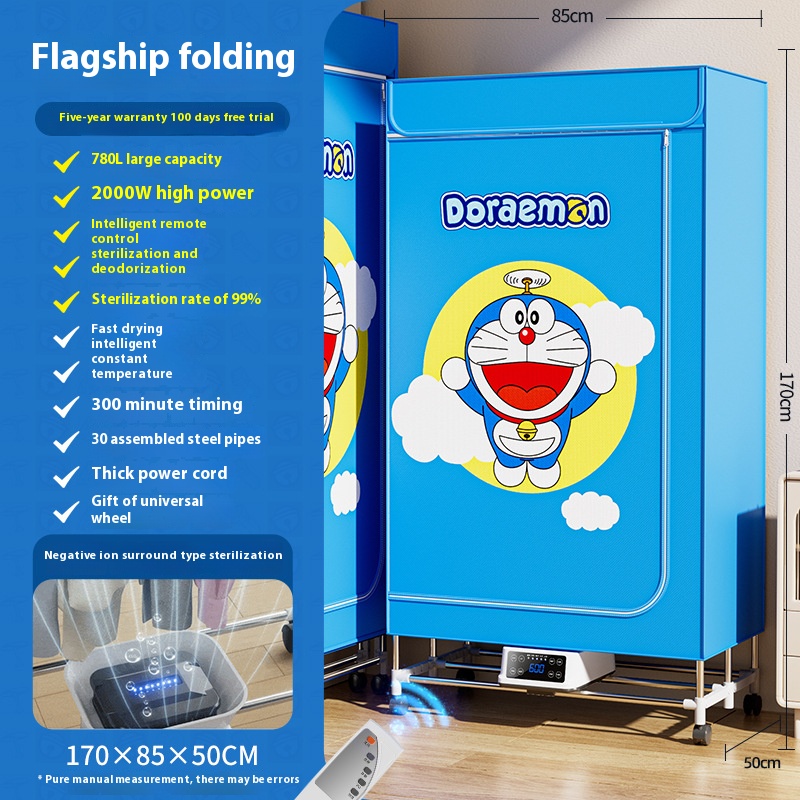 85cm
Flagship folding
Five-year warranty 100 days free trial
780L large capacity
2000W high power
Intelligent remote
control
sterilization and
deodorization
Sterilization rate of 99%
Fast drying
intelligent
constant
temperature
300 minute timing
30 assembled steel pipes
Thick power cord
Gift of universal
wheel
Negative ion surround type sterilization
170×85×50CM
* Pure manual measurement, there may be errors
Doraemon
170cm
600
50cm